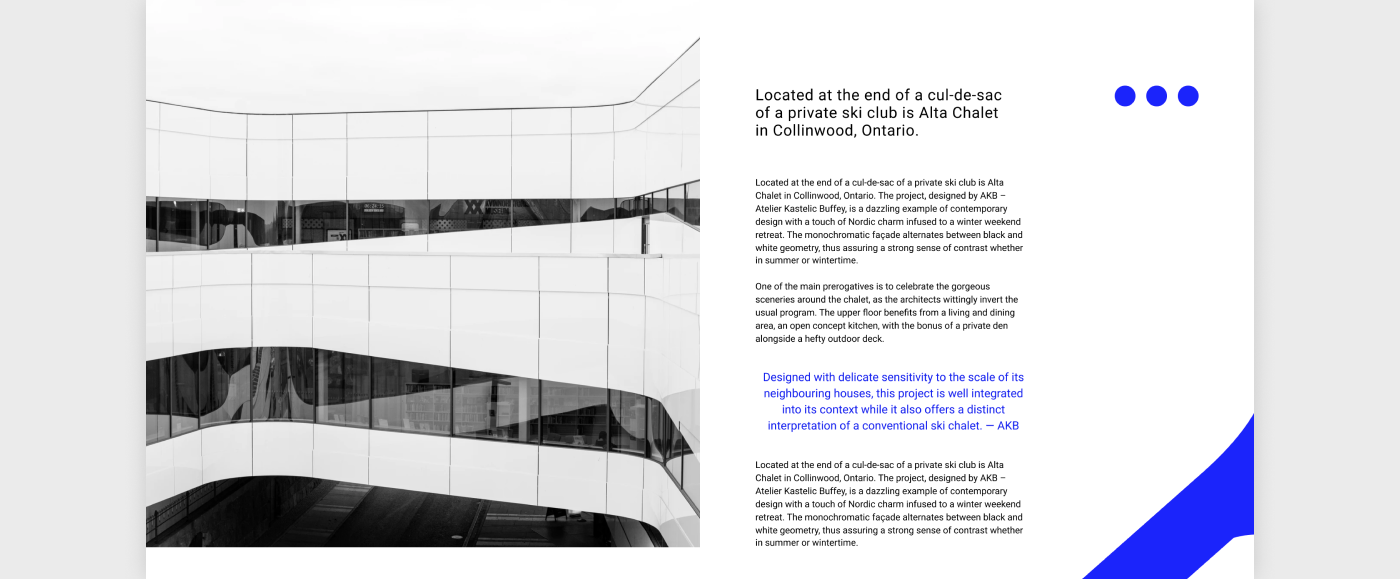 Located at the end of a cul-de-sac
of a private ski club is Alta Chalet
in Collinwood, Ontario.
Located at the end of a cul-de-sac of a private ski club is Alta
Chalet in Collinwood, Ontario. The project, designed by AKB –
Atelier Kastelic Buffey, is a dazzling example of contemporary
design with a touch of Nordic charm infused to a winter weekend
retreat. The monochromatic façade alternates between black and
white geometry, thus assuring a strong sense of contrast whether
in summer or wintertime.
One of the main prerogatives is to celebrate the gorgeous
sceneries around the chalet, as the architects wittingly invert the
usual program. The upper floor benefits from a living and dining
area, an open concept kitchen, with the bonus of a private den
alongside a hefty outdoor deck.
Designed with delicate sensitivity to the scale of its
neighbouring houses, this project is well integrated
into its context while it also offers a distinct
interpretation of a conventional ski chalet. — AKB
Located at the end of a cul-de-sac of a private ski club is Alta
Chalet in Collinwood, Ontario. The project, designed by AKB –
Atelier Kastelic Buffey, is a dazzling example of contemporary
design with a touch of Nordic charm infused to a winter weekend
retreat. The monochromatic façade alternates between black and
white geometry, thus assuring a strong sense of contrast whether
in summer or wintertime.